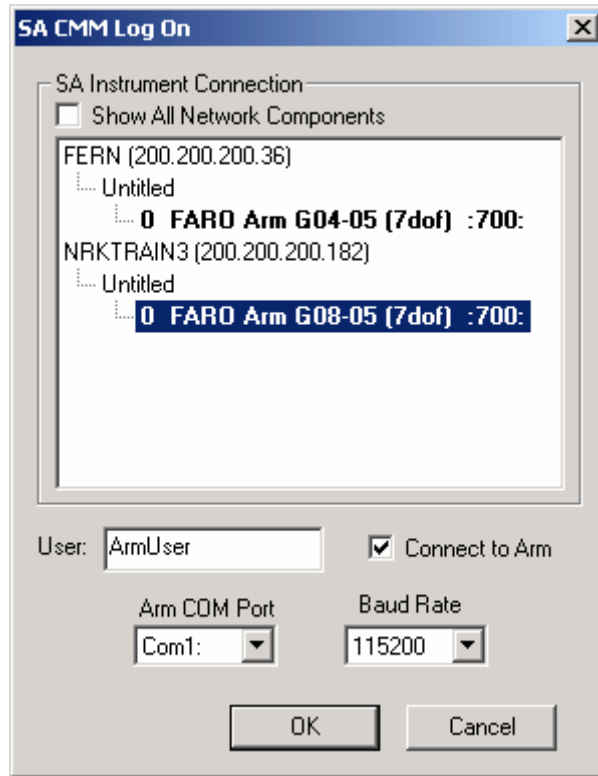 SA CMM Log On
SA Instrument Connection
Show All Network Components
FERN (200.200.200.36)
Untitled
0 FARO Arm G04-05 (7dof) :700:
NRKTRAIN3 (200.200.200.182)
Untitled
0 FARO Arm G08-05 (7dof) :700:
User: ArmUser Connect to Arm
Arm COM Port Baud Rate
Com1: 115200
OK Cancel